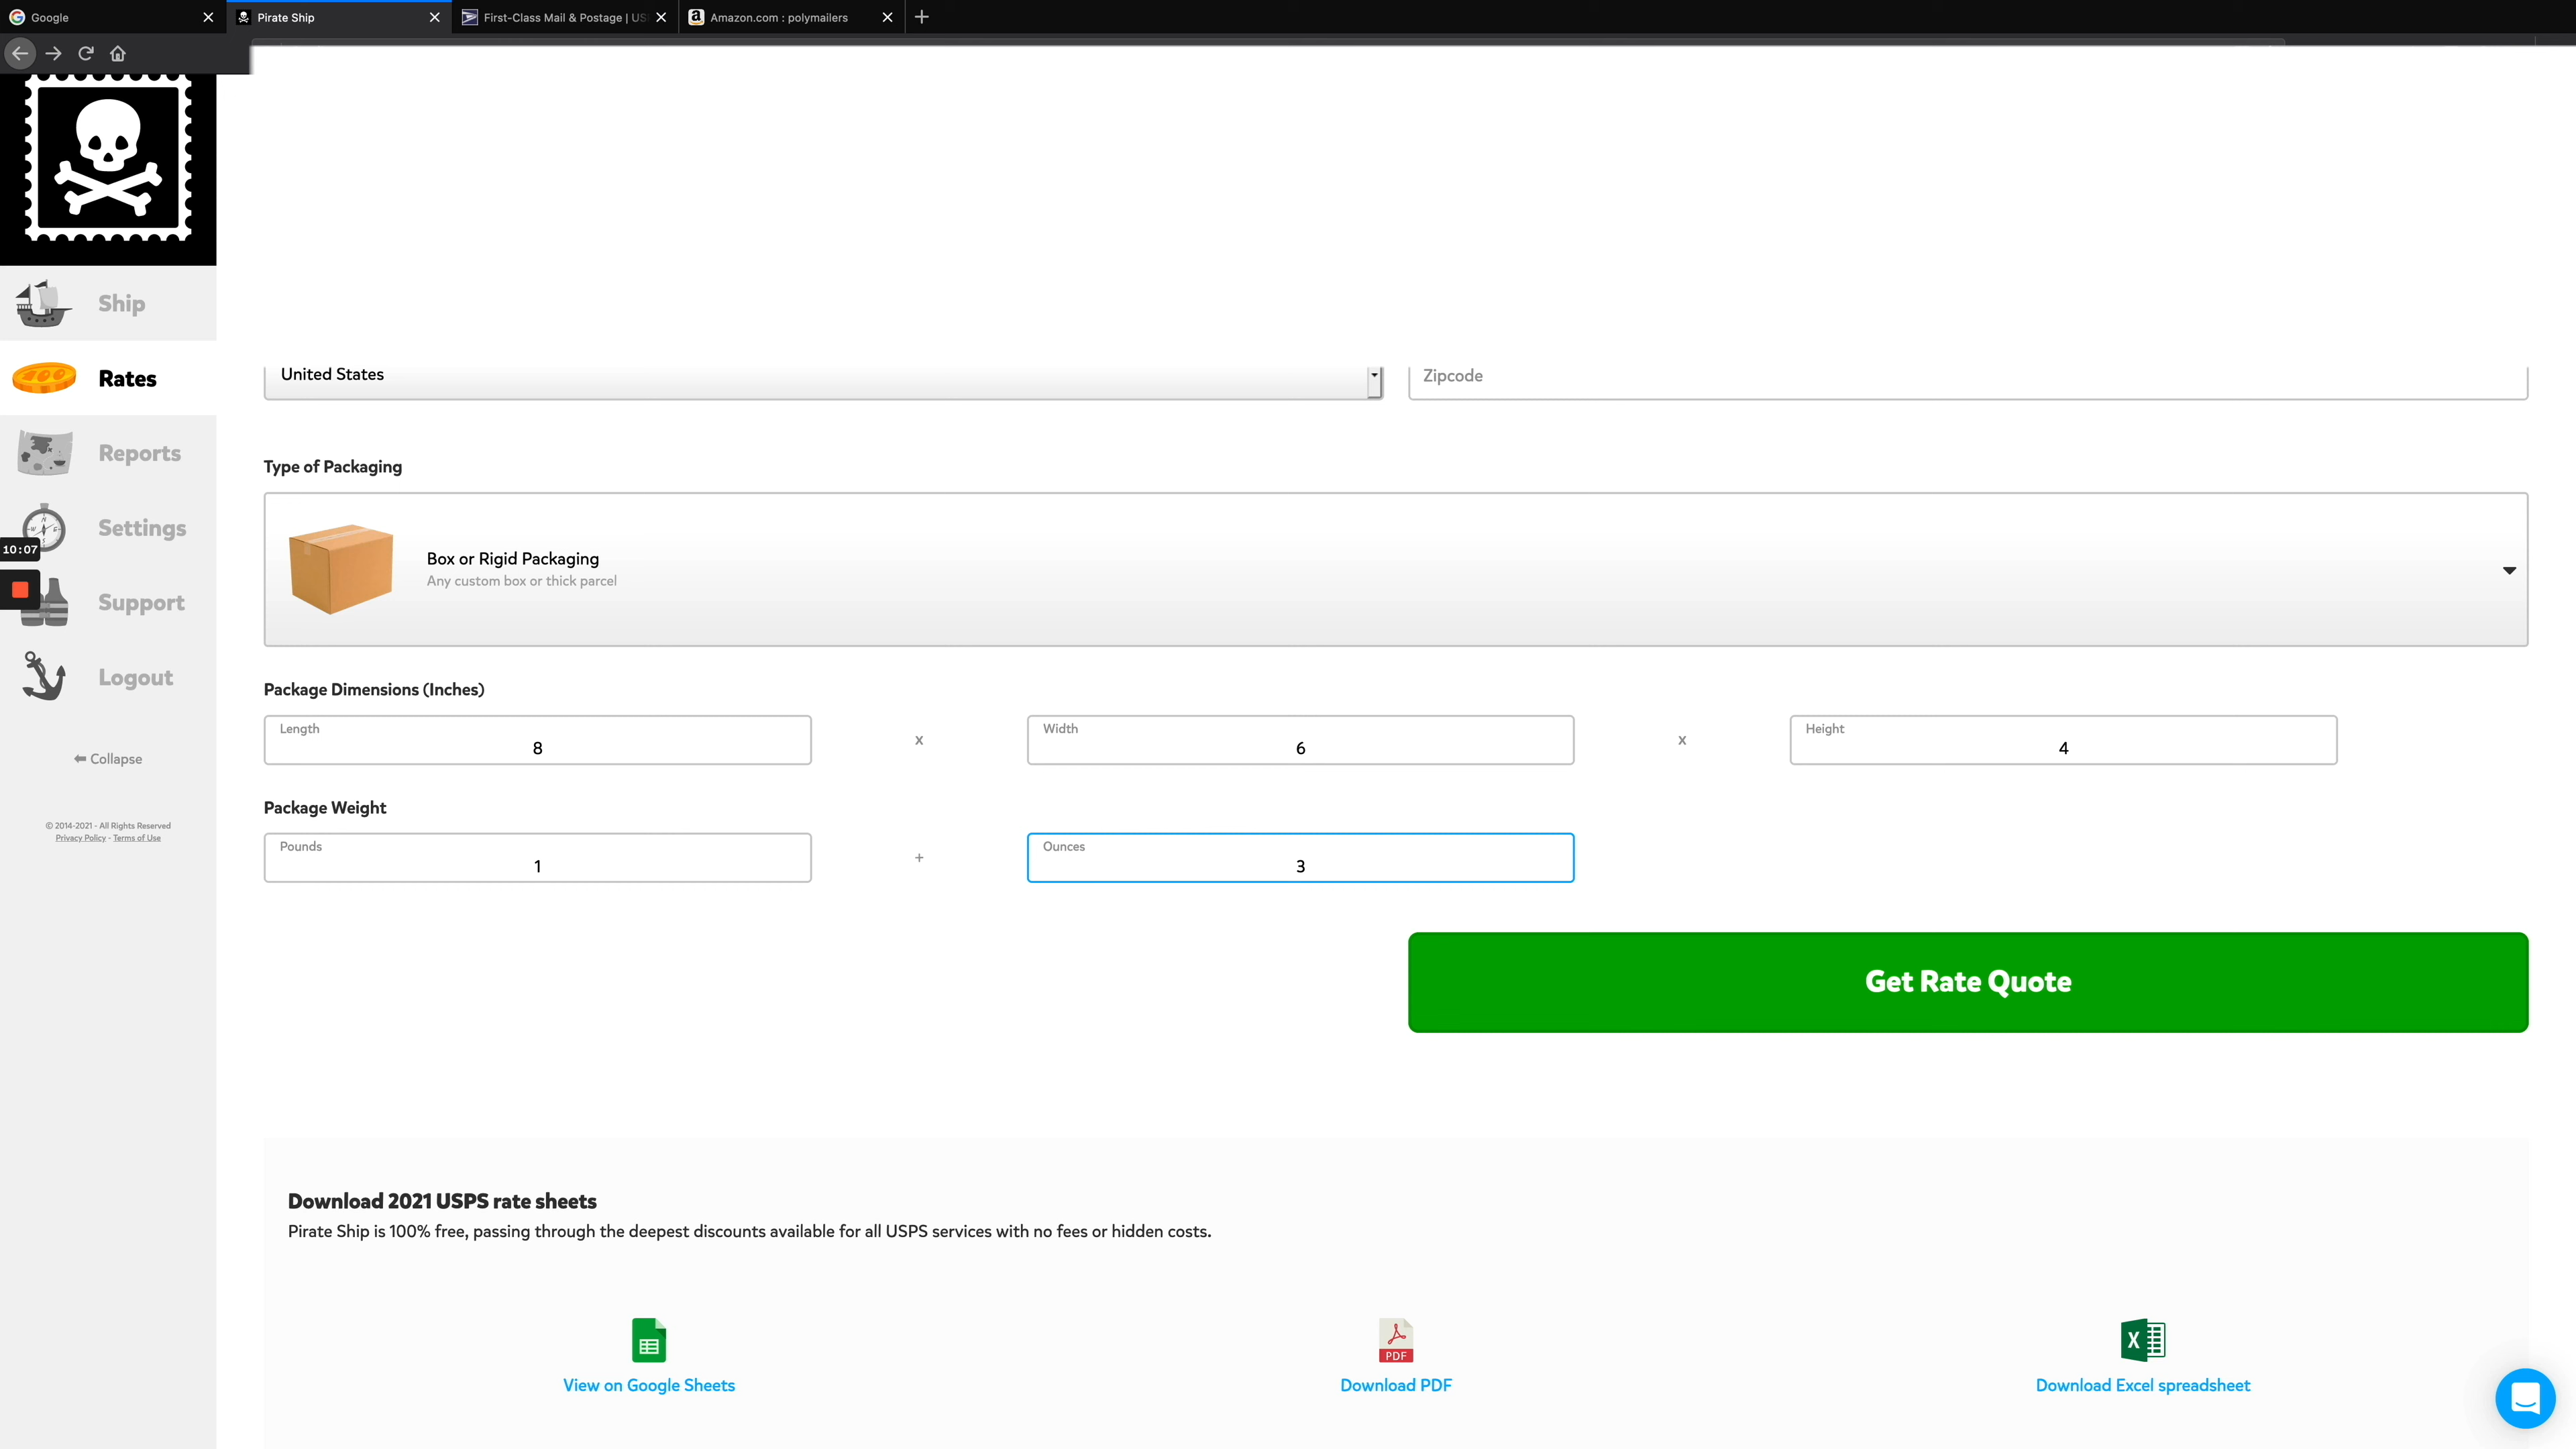 Google
Pirate Ship
First-Class Mail & Postage | US
Amazon.com : polymailers
Ship
Rates
Reports
Settings
10:07
Support
Logout
⬅ Collapse
© 2014-2021 - All Rights Reserved
Privacy Policy - Terms of Use
United States
Zipcode
Type of Packaging
Box or Rigid Packaging
Any custom box or thick parcel
Package Dimensions (Inches)
Length
8
x
Width
6
x
Height
4
Package Weight
Pounds
1
+
Ounces
3
Get Rate Quote
Download 2021 USPS rate sheets
Pirate Ship is 100% free, passing through the deepest discounts available for all USPS services with no fees or hidden costs.
View on Google Sheets
PDF
Download PDF
X
Download Excel spreadsheet